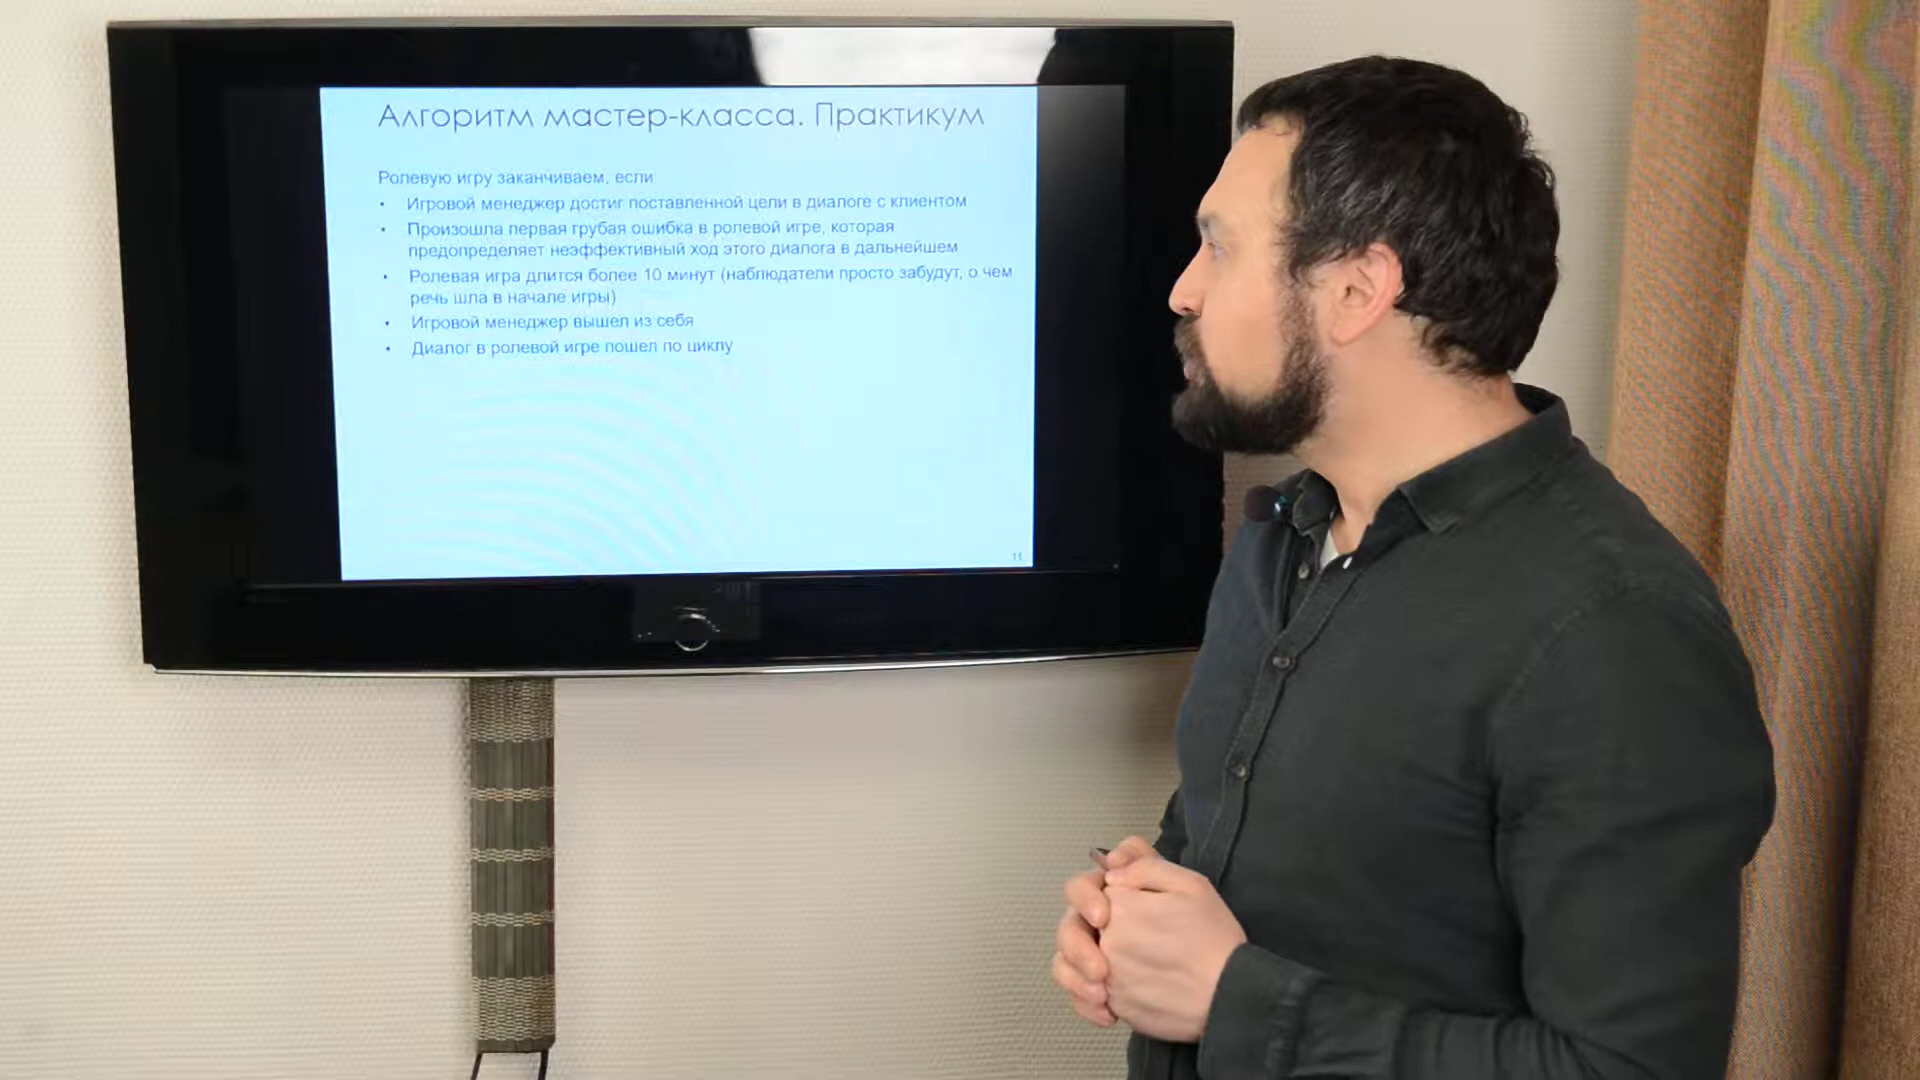 Алгоритм мастер-класса. Практикум
Ролевую игру заканчиваем, если:
• Игровой менеджер достиг поставленной цели в диалоге с клиентом
• Произошла первая грубая ошибка в ролевой игре, которая
предопределяет неэффективный ход этого диалога в дальнейшем
• Ролевая игра длится более 10 минут (наблюдатели просто забудут, о чем
речь шла в начале игры)
• Игровой менеджер вышел из себя
• Диалог в ролевой игре пошел по циклу
11